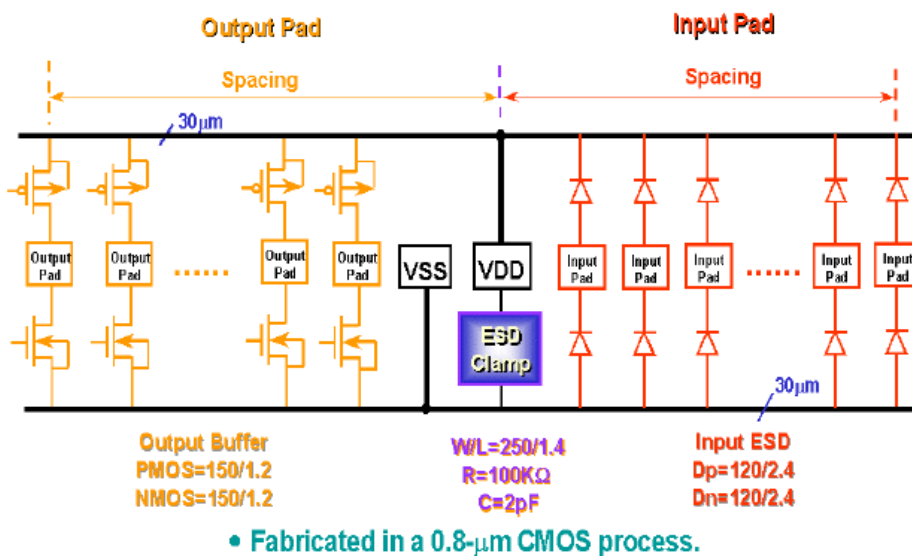 Output Pad
Input Pad
Spacing
Spacing
30μm
Output Pad
Output Pad
......
Output Pad
Output Pad
VSS
VDD
Input Pad
Input Pad
Input Pad
......
Input Pad
Input Pad
ESD
Clamp
30μm
Output Buffer
PMOS=150/1.2
NMOS=150/1.2
W/L=250/1.4
R=100KΩ
C=2pF
Input ESD
Dp=120/2.4
Dn=120/2.4
• Fabricated in a 0.8-μm CMOS process.